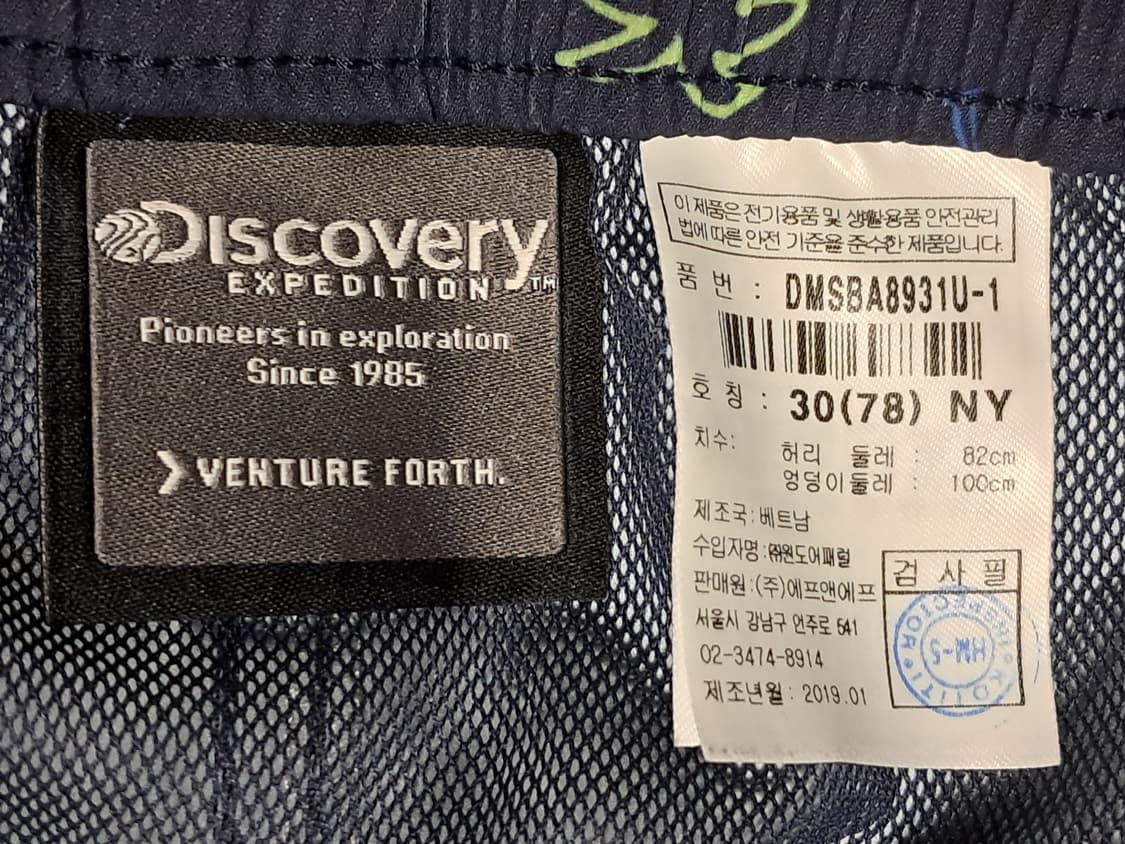 DISCOVERY
EXPEDITION™
Pioneers in exploration
Since 1985
VENTURE FORTH.
이 제품은 전기용품 및 생활용품 안전관리
법에 따른 안전 기준을 준수한 제품입니다.
품 번 : DMSBA8931U-1
호 칭 : 30(78) NY
치수:
허리 둘레 : 82cm
엉덩이둘레 : 100cm
제조국:베트남
수입자명:㈜원도어패럴
판매원:(주)에프앤에프
서울시 강남구 언주로 541
02-3474-8914
제조년월 : 2019.01
검 사 필
INSPECTOR
KOTITI
HM-5